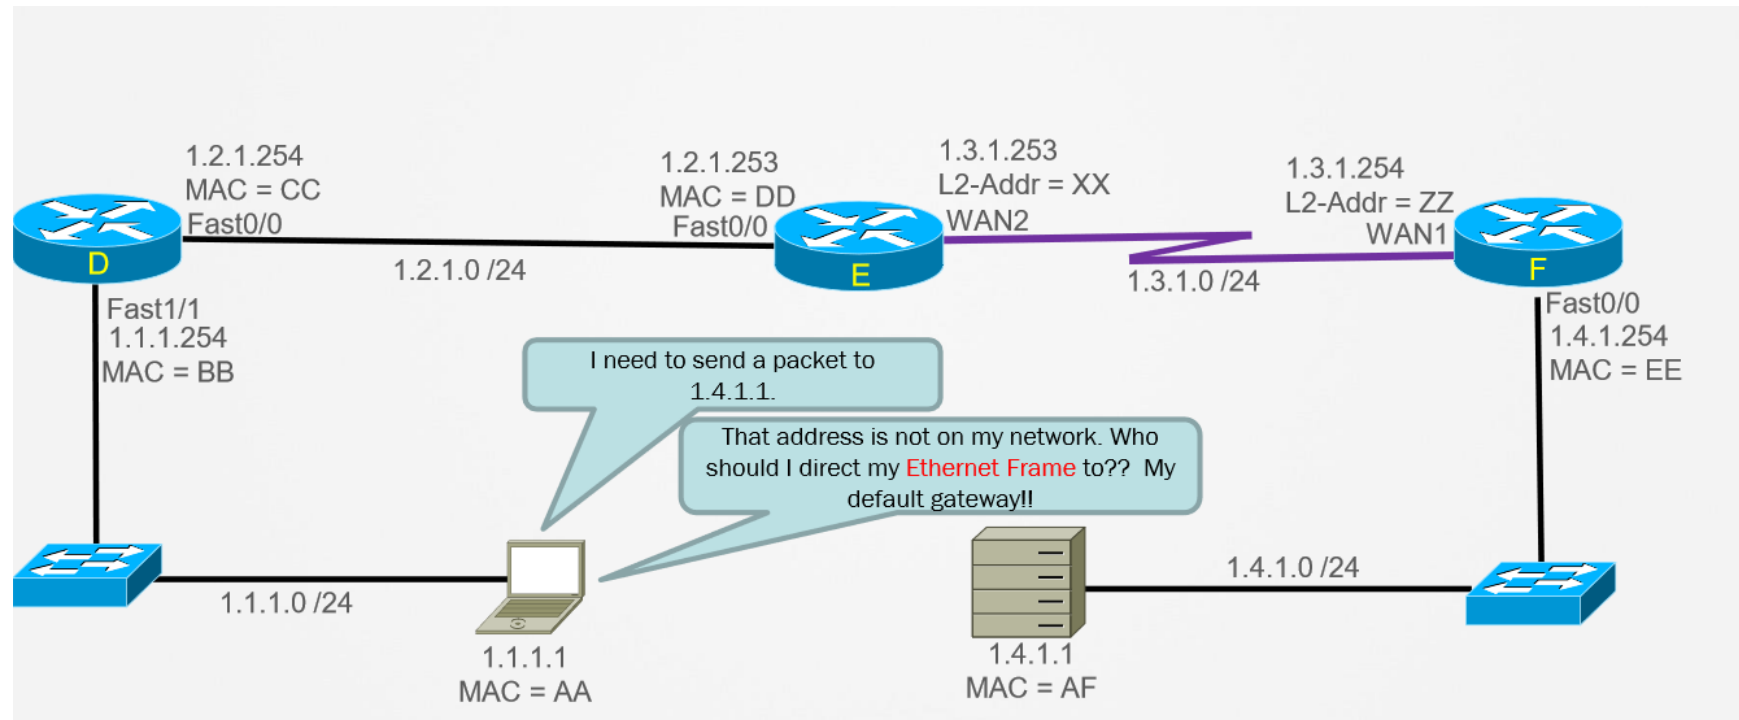 1.2.1.254
MAC = CC
Fast0/0
1.2.1.253
MAC = DD
Fast0/0
1.3.1.253
L2-Addr = XX
WAN2
1.3.1.254
L2-Addr = ZZ
WAN1
D
1.2.1.0 /24
E
1.3.1.0 /24
F
Fast1/1
1.1.1.254
MAC = BB
Fast0/0
1.4.1.254
MAC = EE
I need to send a packet to
1.4.1.1.
That address is not on my network. Who
should I direct my Ethernet Frame to?? My
default gateway!!
1.1.1.0 /24
1.4.1.0 /24
1.1.1.1
MAC = AA
1.4.1.1
MAC = AF